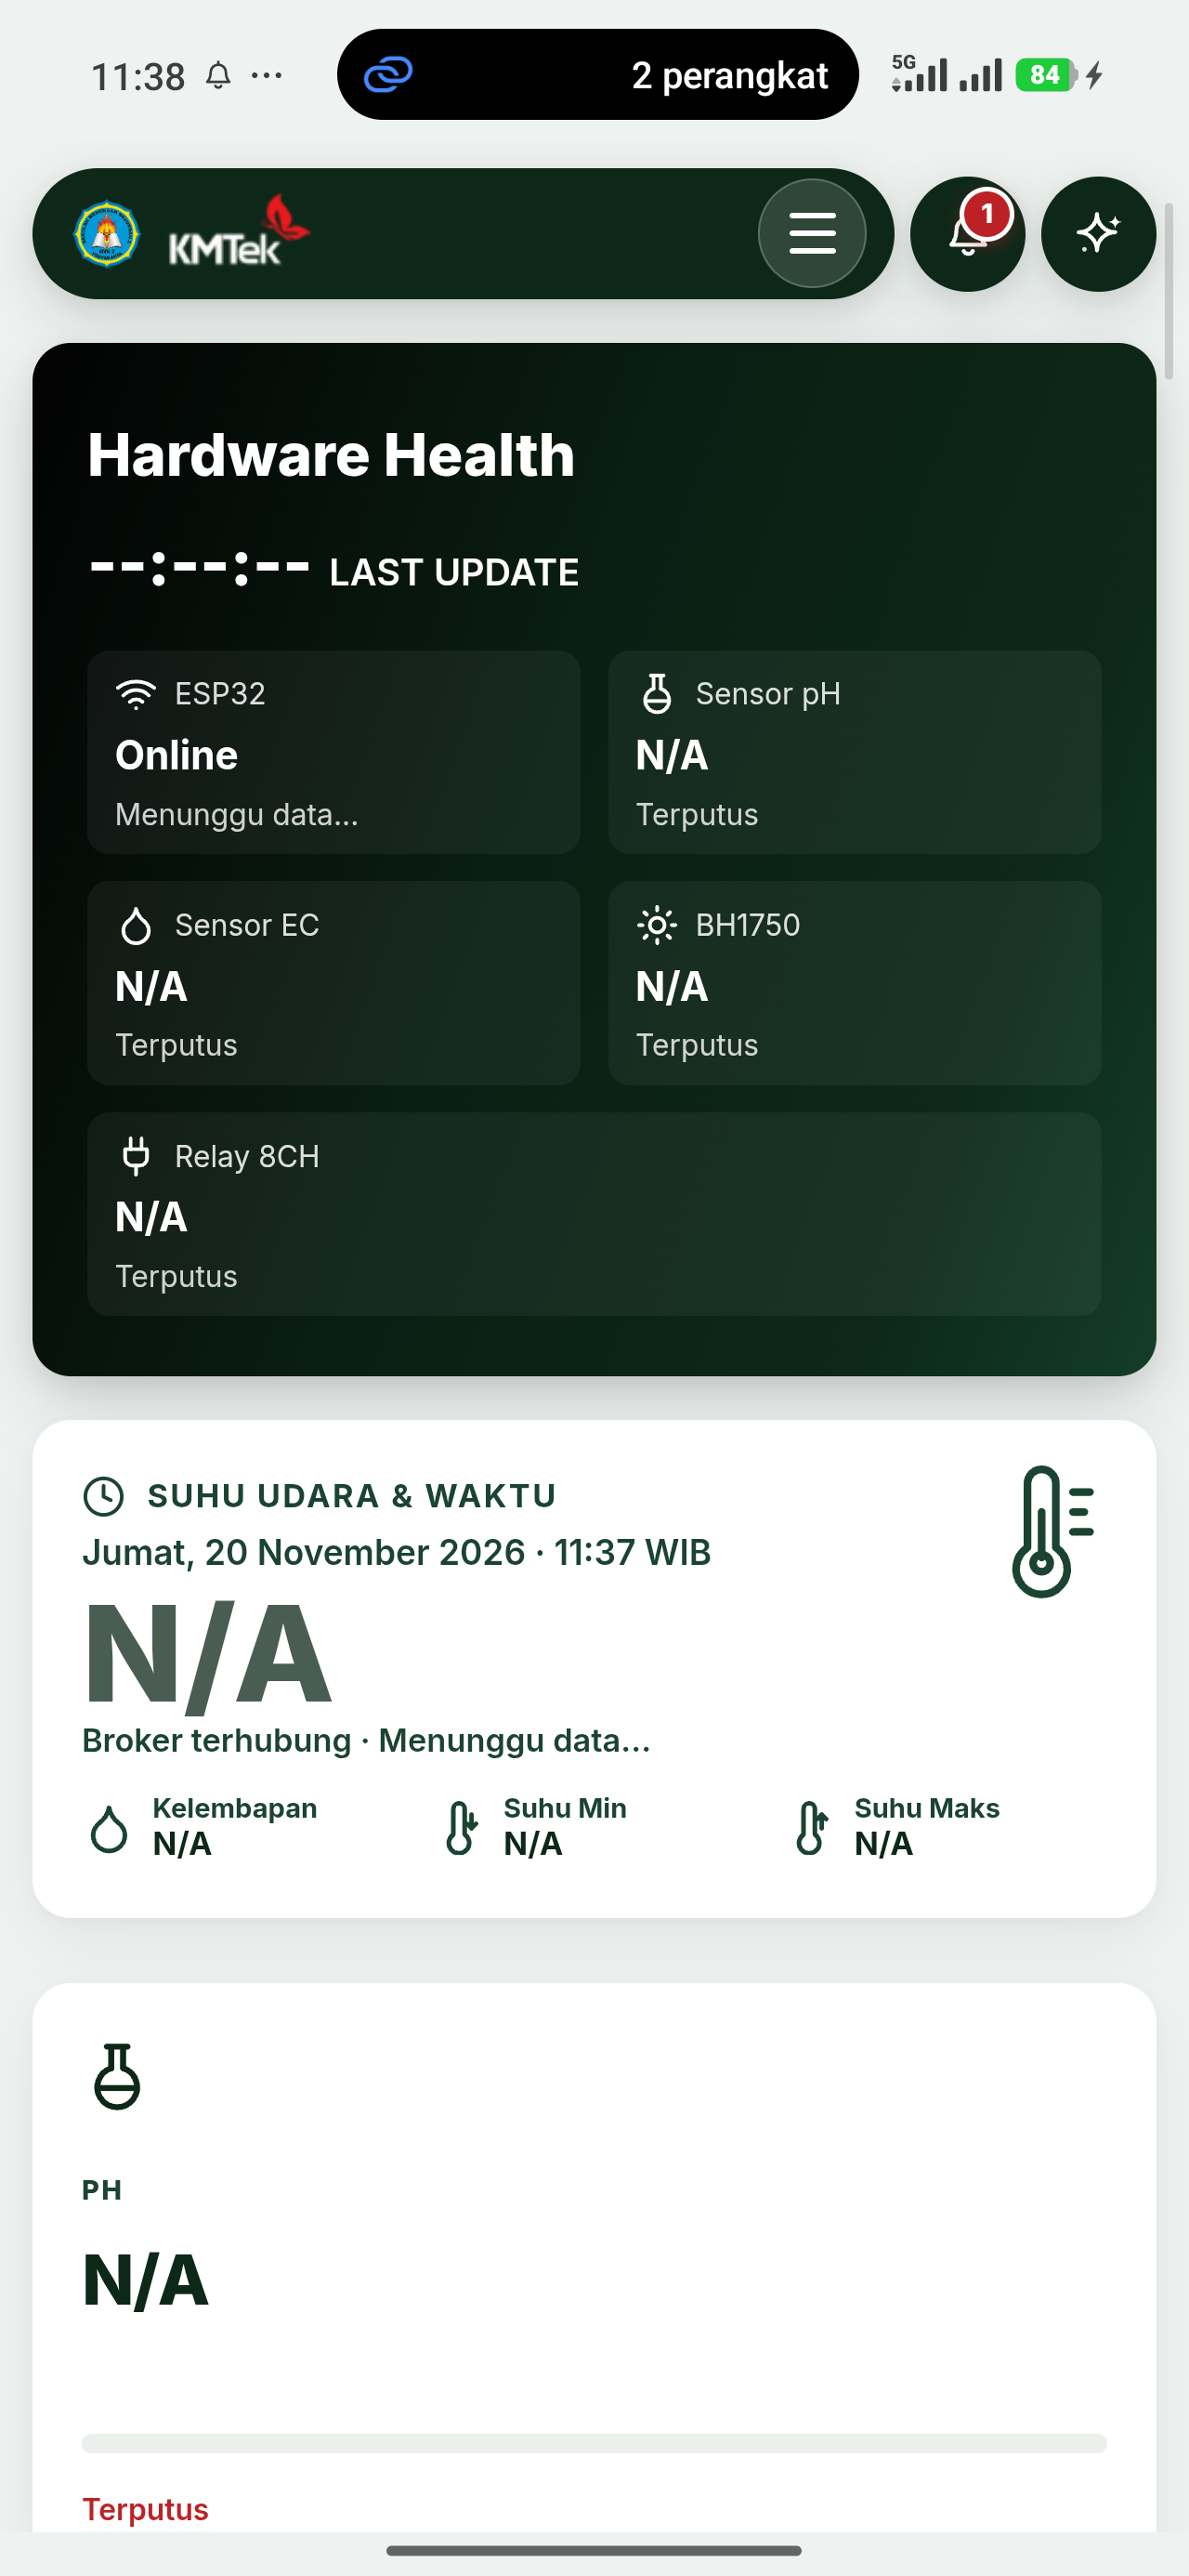 11:38
2 perangkat
5G
84
KMTek
1
Hardware Health
--:--:-- LAST UPDATE
ESP32
Online
Menunggu data...
Sensor pH
N/A
Terputus
Sensor EC
N/A
Terputus
BH1750
N/A
Terputus
Relay 8CH
N/A
Terputus
SUHU UDARA & WAKTU
Jumat, 20 November 2026 · 11:37 WIB
N/A
Broker terhubung · Menunggu data...
Kelembapan
N/A
Suhu Min
N/A
Suhu Maks
N/A
PH
N/A
Terputus